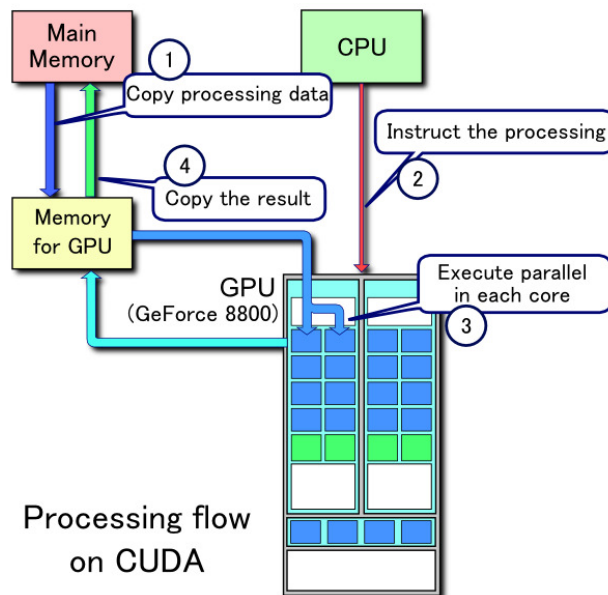 Main
Memory
CPU
1
Copy processing data
Instruct the processing
2
4
Copy the result
Memory
for GPU
GPU
(GeForce 8800)
Execute parallel
in each core
3
Processing flow
on CUDA